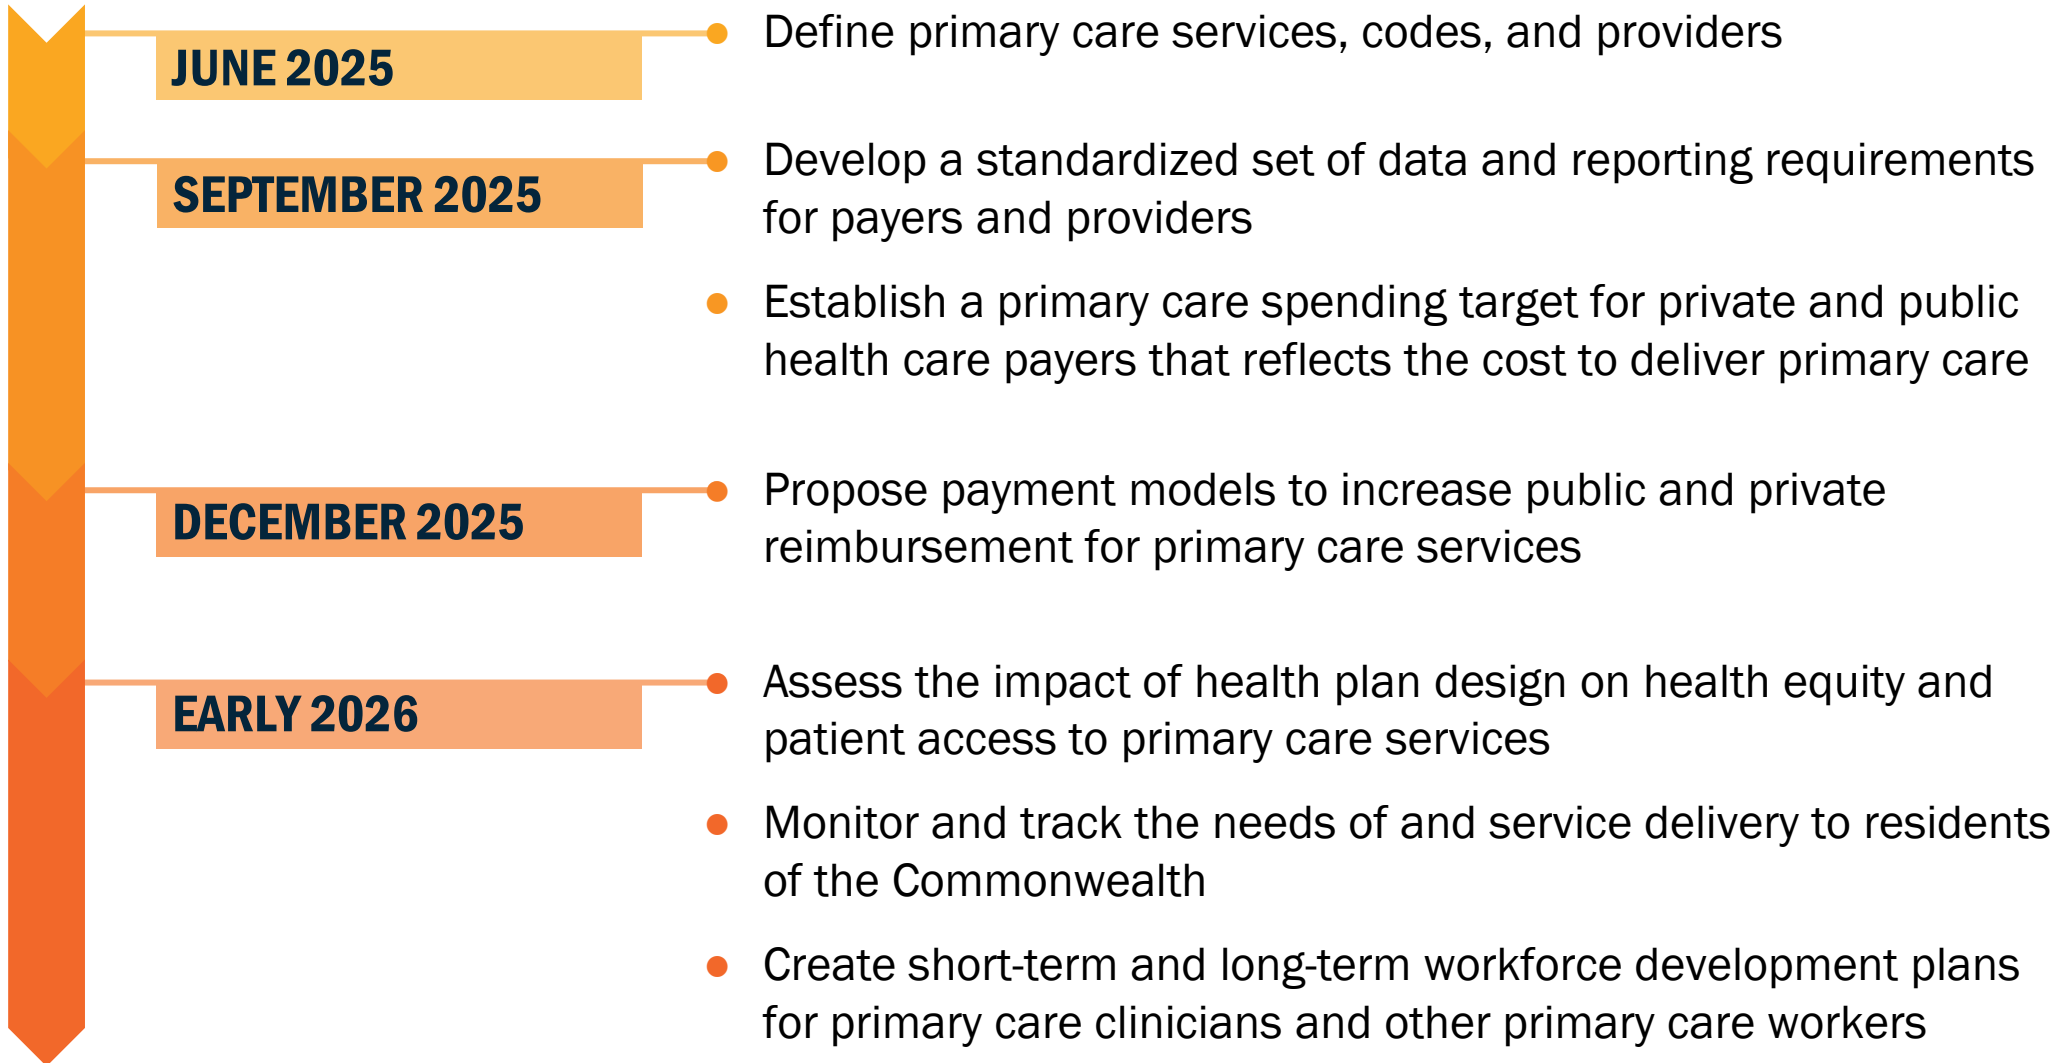 JUNE 2025
Define primary care services, codes, and providers
SEPTEMBER 2025
Develop a standardized set of data and reporting requirements
for payers and providers
Establish a primary care spending target for private and public
health care payers that reflects the cost to deliver primary care
DECEMBER 2025
Propose payment models to increase public and private
reimbursement for primary care services
EARLY 2026
Assess the impact of health plan design on health equity and
patient access to primary care services
Monitor and track the needs of and service delivery to residents
of the Commonwealth
Create short-term and long-term workforce development plans
for primary care clinicians and other primary care workers